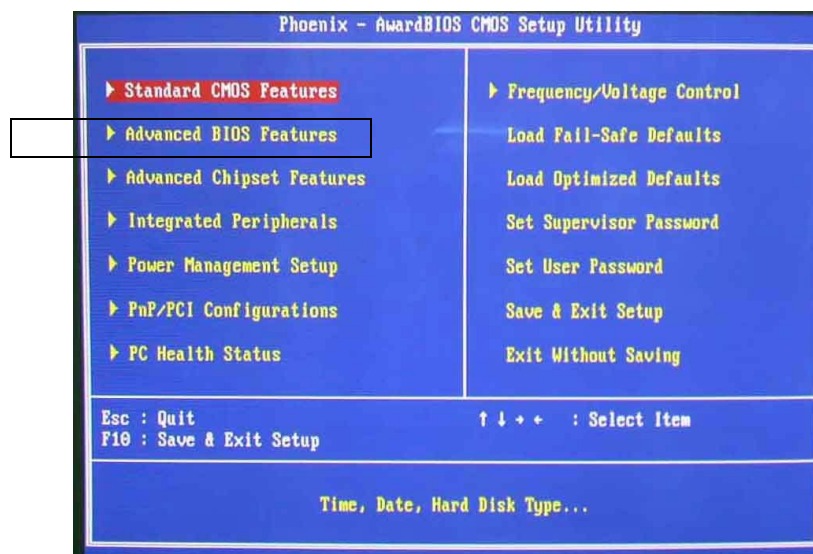 Phoenix - AwardBIOS CMOS Setup Utility
▶ Standard CMOS Features
▶ Advanced BIOS Features
▶ Advanced Chipset Features
▶ Integrated Peripherals
▶ Power Management Setup
▶ PnP/PCI Configurations
▶ PC Health Status
▶ Frequency/Voltage Control
Load Fail-Safe Defaults
Load Optimized Defaults
Set Supervisor Password
Set User Password
Save & Exit Setup
Exit Without Saving
Esc : Quit
F10 : Save & Exit Setup
↑ ↓ → ← : Select Item
Time, Date, Hard Disk Type...